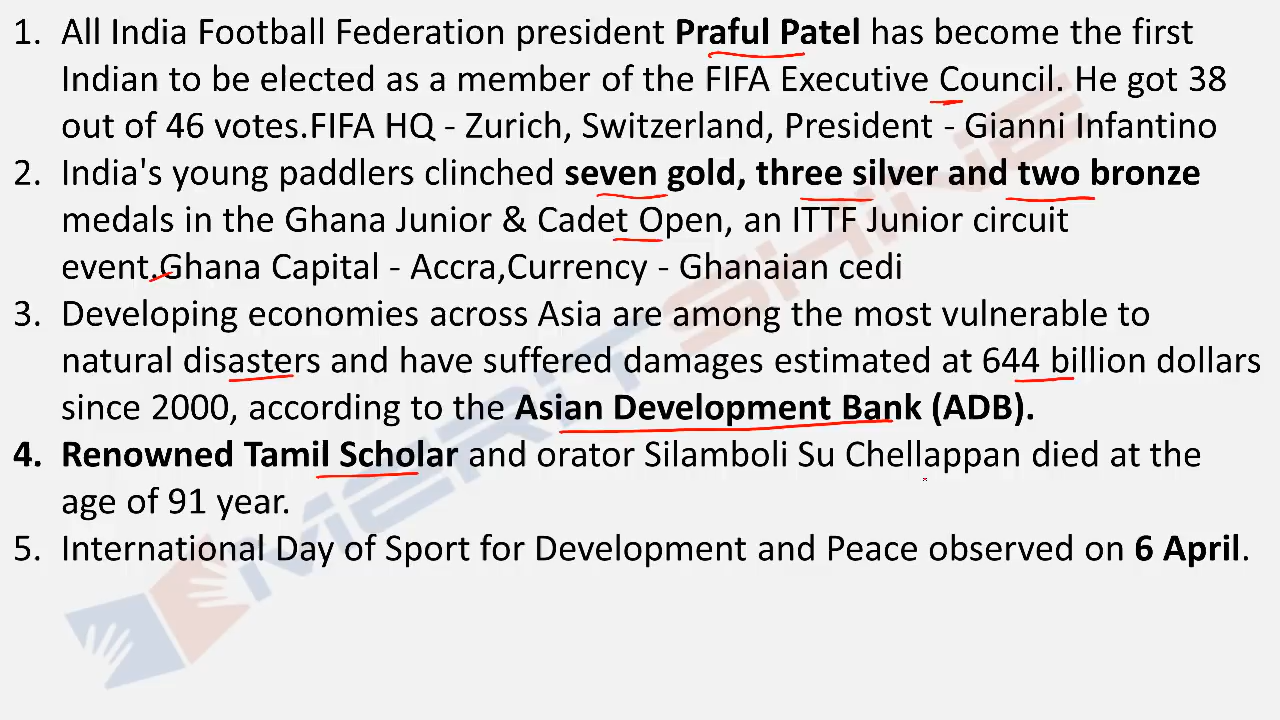 1. All India Football Federation president Praful Patel has become the first
Indian to be elected as a member of the FIFA Executive Council. He got 38
out of 46 votes.FIFA HQ - Zurich, Switzerland, President - Gianni Infantino
2. India's young paddlers clinched seven gold, three silver and two bronze
medals in the Ghana Junior & Cadet Open, an ITTF Junior circuit
event.Ghana Capital - Accra,Currency - Ghanaian cedi
3. Developing economies across Asia are among the most vulnerable to
natural disasters and have suffered damages estimated at 644 billion dollars
since 2000, according to the Asian Development Bank (ADB).
4. Renowned Tamil Scholar and orator Silamboli Su Chellappan died at the
age of 91 year.
5. International Day of Sport for Development and Peace observed on 6 April.
MERITSHINE